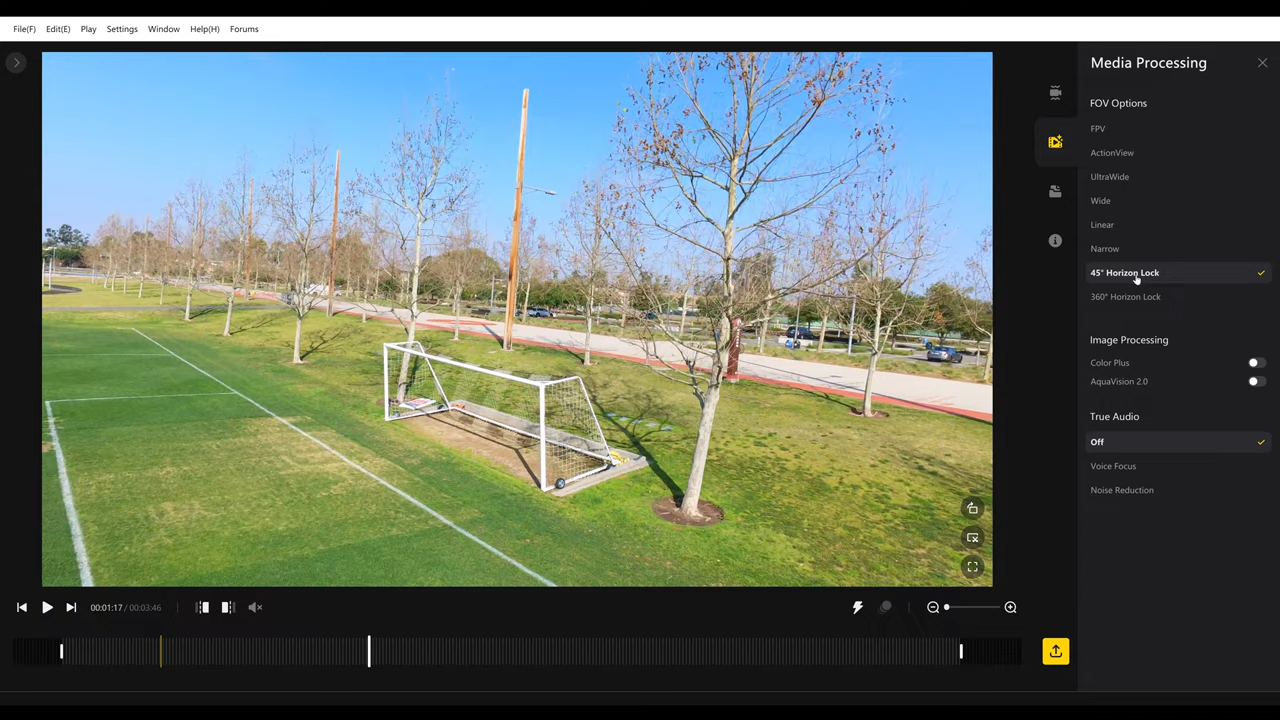 File(F) Edit(E) Play Settings Window Help(H) Forums
Media Processing
FOV Options
FPV
ActionView
UltraWide
Wide
Linear
Narrow
45° Horizon Lock
360° Horizon Lock
Image Processing
Color Plus
AquaVision 2.0
True Audio
Off
Voice Focus
Noise Reduction
00:01:17 / 00:03:46